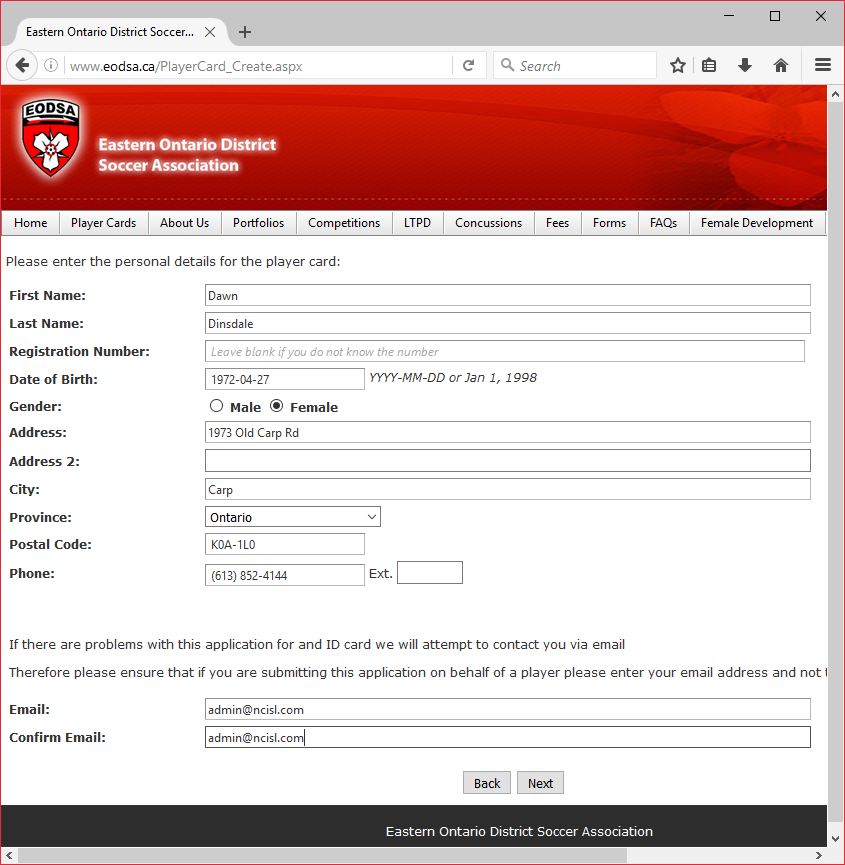 Eastern Ontario District Soccer...
www.eodsa.ca/PlayerCard_Create.aspx
Search
EODSA
Eastern Ontario District
Soccer Association
Home Player Cards About Us Portfolios Competitions LTPD Concussions Fees Forms FAQs Female Development
Please enter the personal details for the player card:
First Name: Dawn
Last Name: Dinsdale
Registration Number: Leave blank if you do not know the number
Date of Birth: 1972-04-27 YYYY-MM-DD or Jan 1, 1998
Gender: Male Female
Address: 1973 Old Carp Rd
Address 2:
City: Carp
Province: Ontario
Postal Code: K0A-1L0
Phone: (613) 852-4144 Ext.
If there are problems with this application for and ID card we will attempt to contact you via email
Therefore please ensure that if you are submitting this application on behalf of a player please enter your email address and not
Email: admin@ncisl.com
Confirm Email: admin@ncisl.com
Back Next
Eastern Ontario District Soccer Association